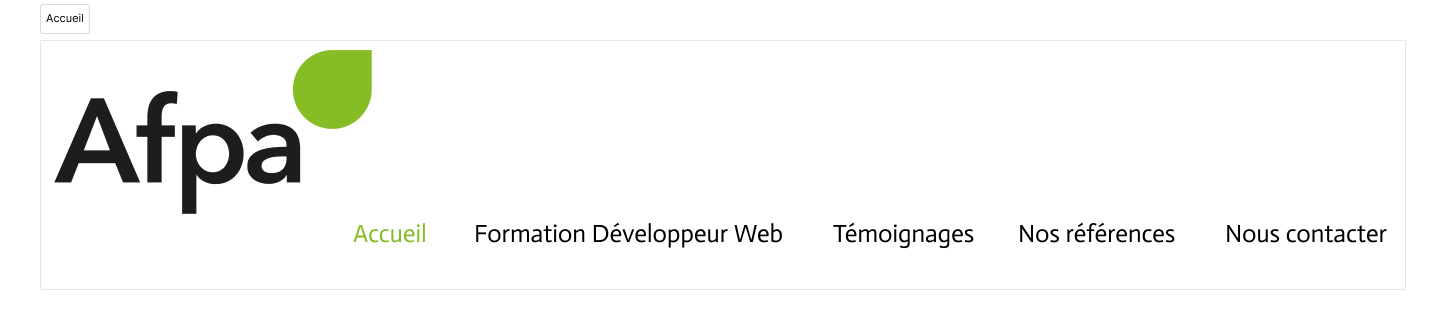 Accueil
Afpa
Accueil Formation Développeur Web Témoignages Nos références Nous contacter